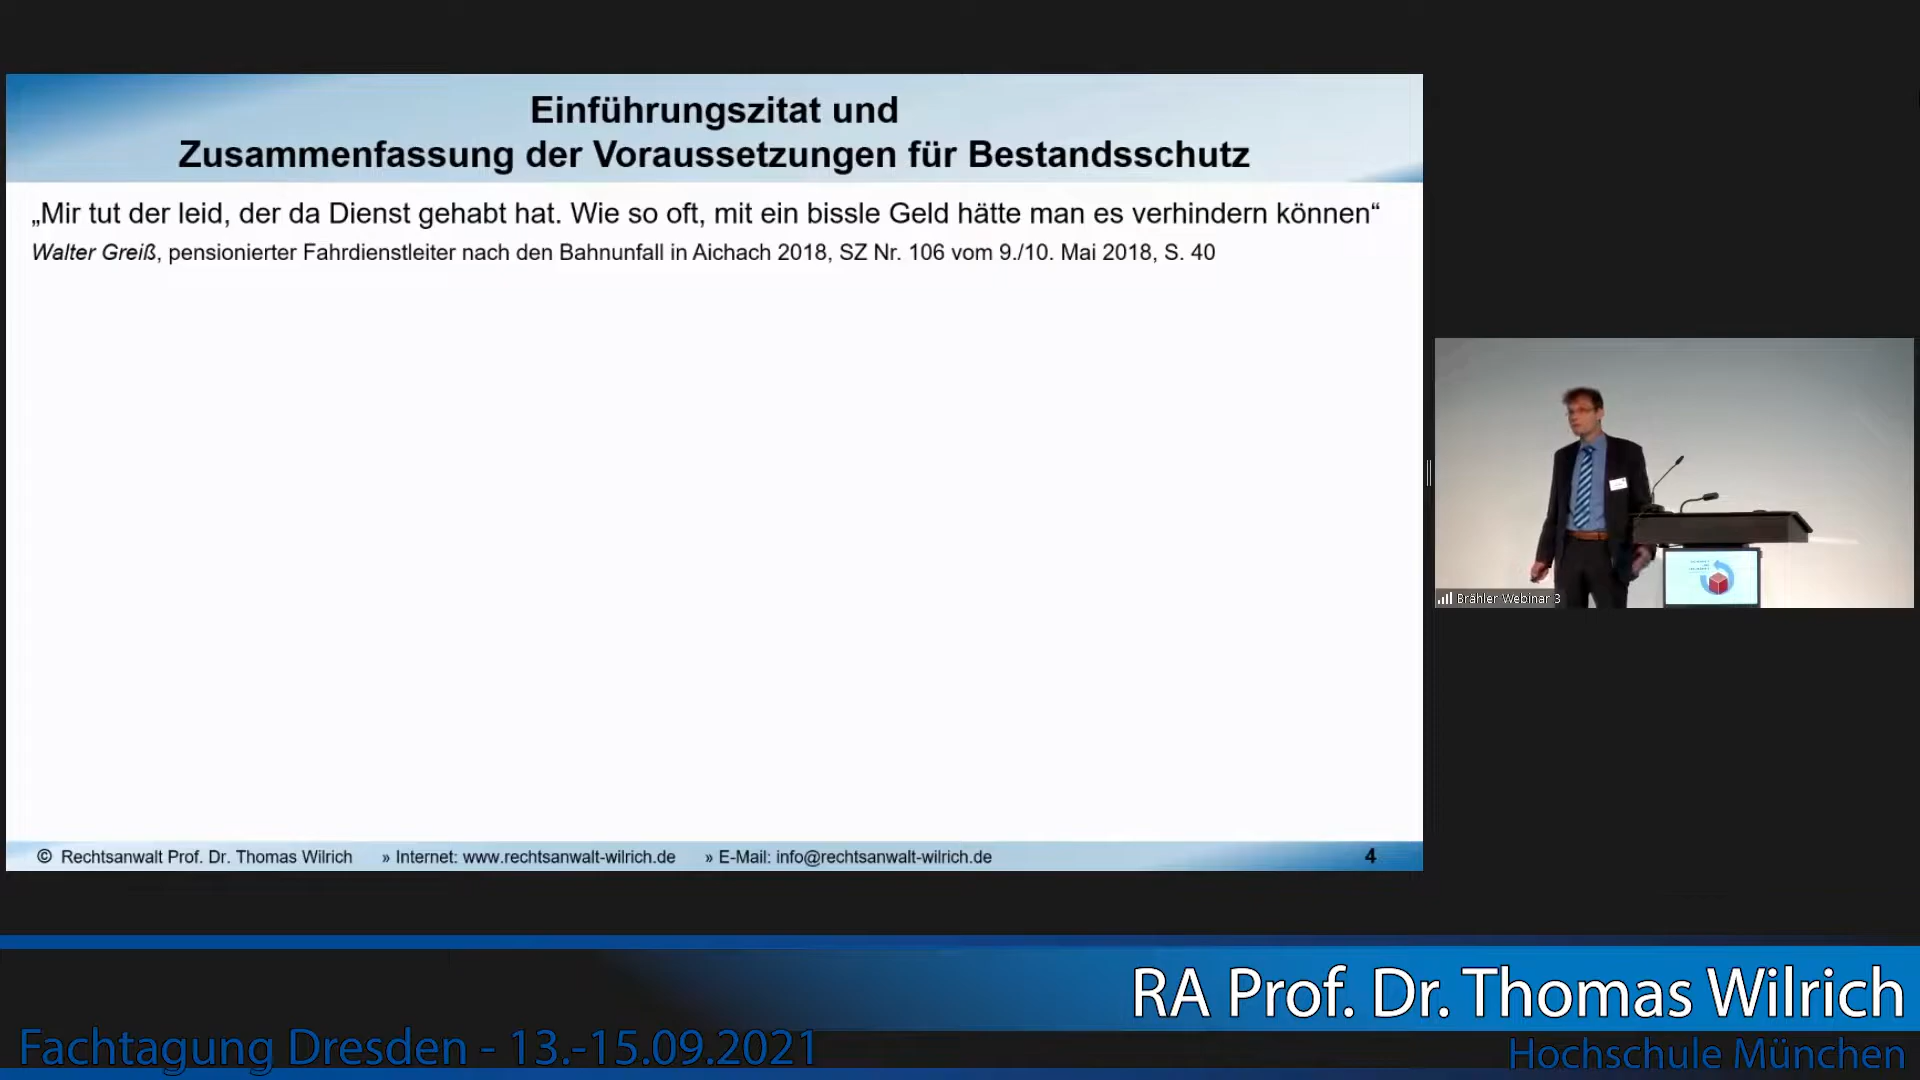 Einführungszitat und
Zusammenfassung der Voraussetzungen für Bestandsschutz
„Mir tut der leid, der da Dienst gehabt hat. Wie so oft, mit ein bissle Geld hätte man es verhindern können“
Walter Greiß, pensionierter Fahrdienstleiter nach den Bahnunfall in Aichach 2018, SZ Nr. 106 vom 9./10. Mai 2018, S. 40
© Rechtsanwalt Prof. Dr. Thomas Wilrich » Internet: www.rechtsanwalt-wilrich.de » E-Mail: info@rechtsanwalt-wilrich.de 4
Brähler Webinar 3
RA Prof. Dr. Thomas Wilrich
Fachtagung Dresden - 13.-15.09.2021
Hochschule München